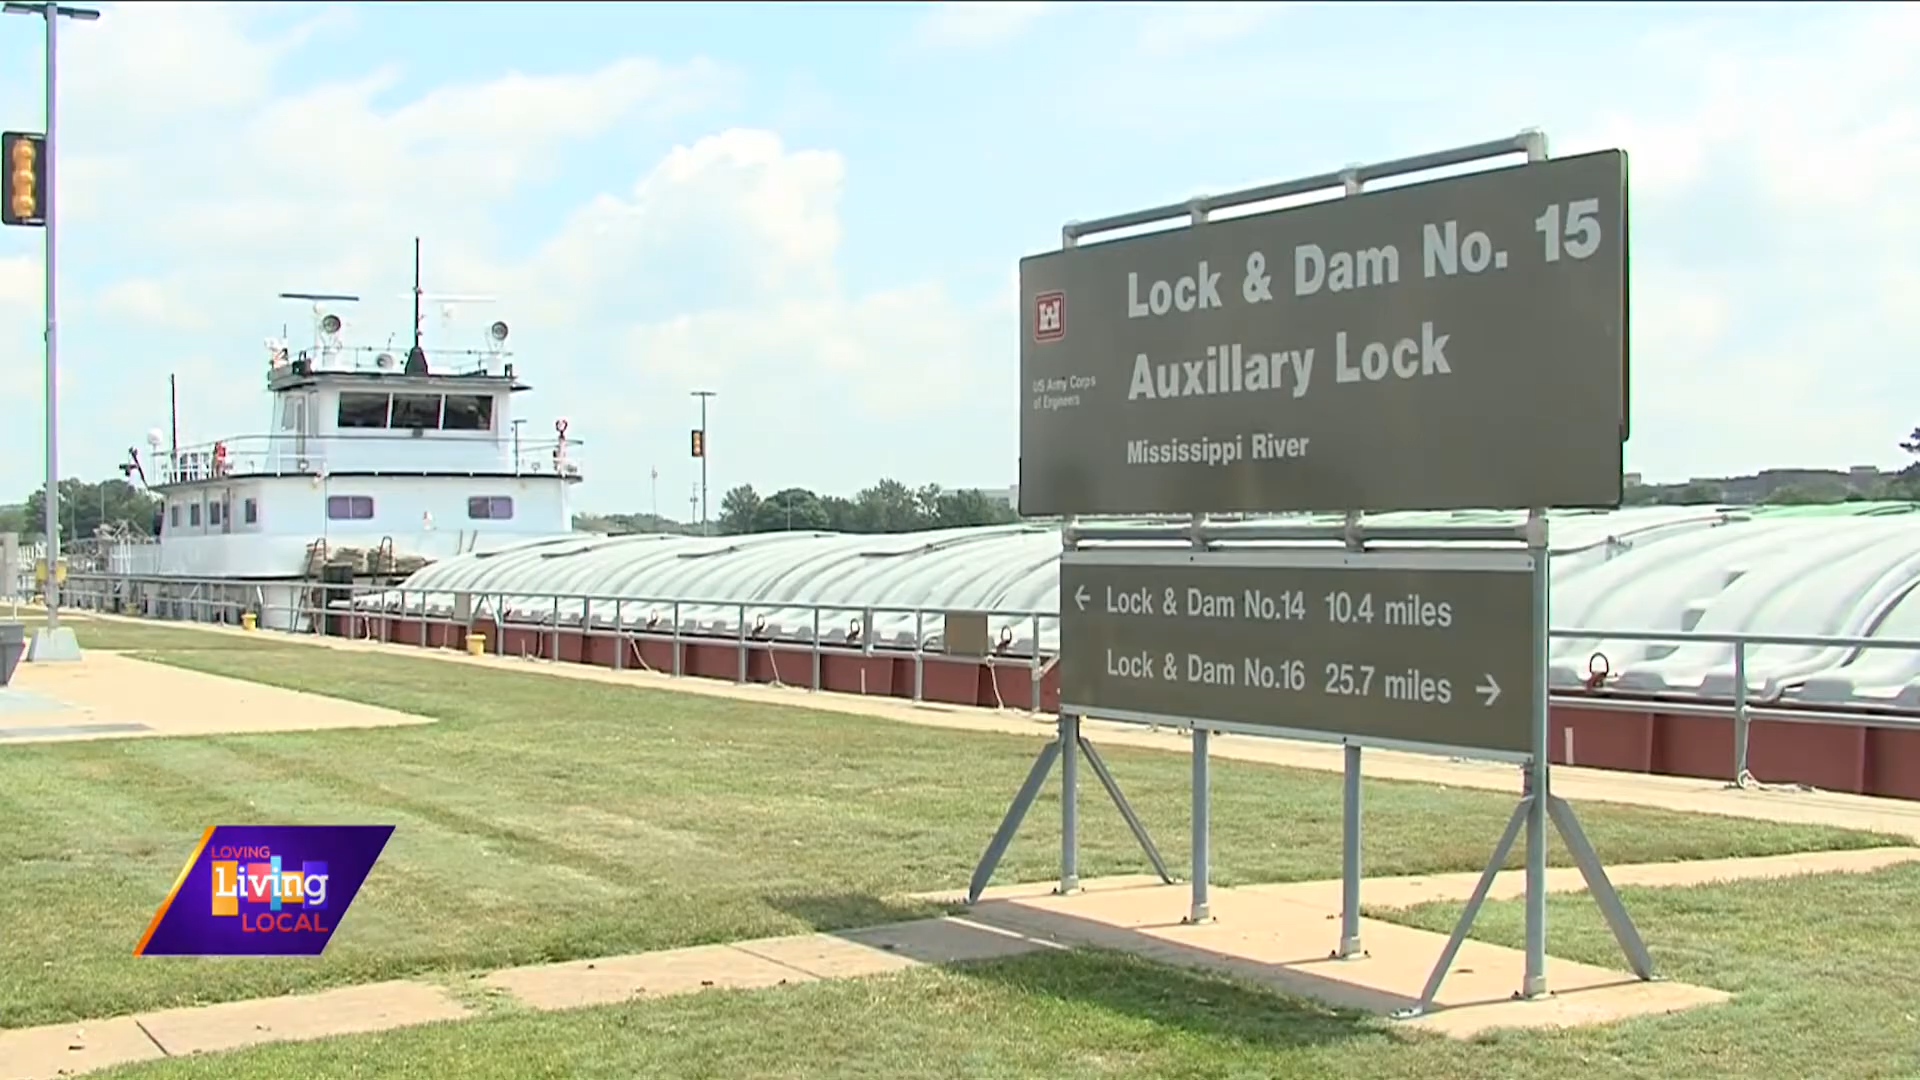 Lock & Dam No. 15
Auxillary Lock
Mississippi River
US Army Corps
of Engineers
← Lock & Dam No.14 10.4 miles
Lock & Dam No.16 25.7 miles →
LOVING
Living
LOCAL